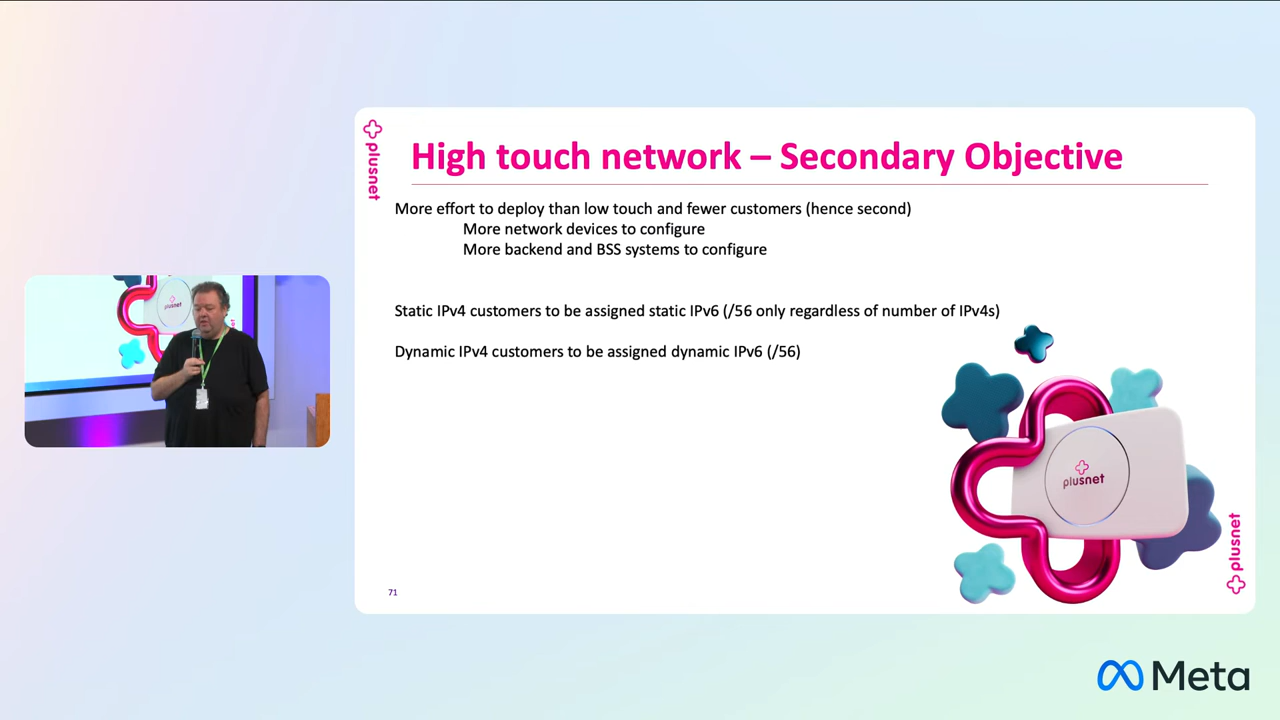 plusnet
High touch network – Secondary Objective
More effort to deploy than low touch and fewer customers (hence second)
More network devices to configure
More backend and BSS systems to configure
Static IPv4 customers to be assigned static IPv6 (/56 only regardless of number of IPv4s)
Dynamic IPv4 customers to be assigned dynamic IPv6 (/56)
plusnet
plusnet
plusnet
71
Meta